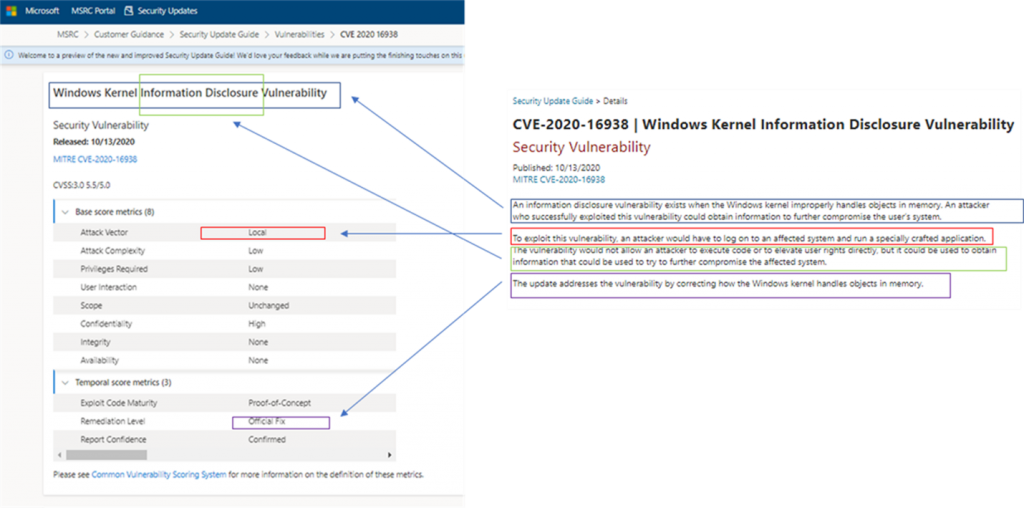 Microsoft MSRC Portal Security Updates
MSRC > Customer Guidance > Security Update Guide > Vulnerabilities > CVE 2020 16938
Welcome to a preview of the new and improved Security Update Guide! We'd love your feedback while we are putting the finishing touches on this
Windows Kernel Information Disclosure Vulnerability
Security Vulnerability
Released: 10/13/2020
MITRE CVE-2020-16938
CVSS:3.0 5.5/5.0
Base score metrics (8)
Attack Vector Local
Attack Complexity Low
Privileges Required Low
User Interaction None
Scope Unchanged
Confidentiality High
Integrity None
Availability None
Temporal score metrics (3)
Exploit Code Maturity Proof-of-Concept
Remediation Level Official Fix
Report Confidence Confirmed
Please see Common Vulnerability Scoring System for more information on the definition of these metrics.
Security Update Guide > Details
CVE-2020-16938 | Windows Kernel Information Disclosure Vulnerability
Security Vulnerability
Published: 10/13/2020
MITRE CVE-2020-16938
An information disclosure vulnerability exists when the Windows kernel improperly handles objects in memory. An attacker
who successfully exploited this vulnerability could obtain information to further compromise the user's system.
To exploit this vulnerability, an attacker would have to log on to an affected system and run a specially crafted application.
The vulnerability would not allow an attacker to execute code or to elevate user rights directly, but it could be used to obtain
information that could be used to try to further compromise the affected system.
The update addresses the vulnerability by correcting how the Windows kernel handles objects in memory.